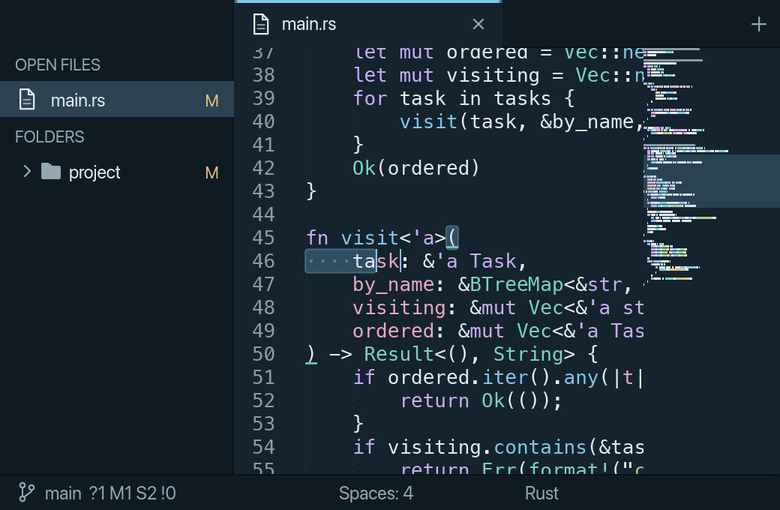 main.rs
OPEN FILES
main.rs M
FOLDERS
project M
37 let mut ordered = Vec::ne
38 let mut visiting = Vec::n
39 for task in tasks {
40 visit(task, &by_name,
41 }
42 Ok(ordered)
43 }
44
45 fn visit<'a>(
46 ····task: &'a Task,
47 by_name: &BTreeMap<&str,
48 visiting: &mut Vec<&'a st
49 ordered: &mut Vec<&'a Tas
50 ) -> Result<(), String> {
51 if ordered.iter().any(|t|
52 return Ok(());
53 }
54 if visiting.contains(&tas
55 return Err(format!("c
main ?1 M1 S2 !0
Spaces: 4
Rust